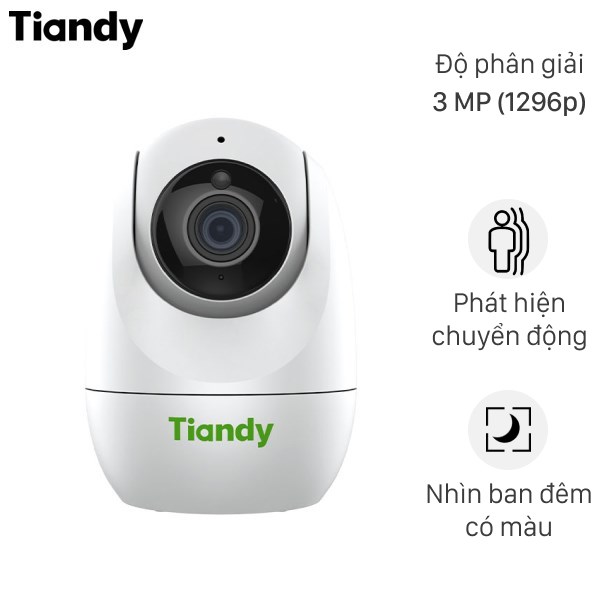 Tiandy
Độ phân giải
3 MP (1296p)
Phát hiện
chuyển động
Tiandy
Nhìn ban đêm
có màu